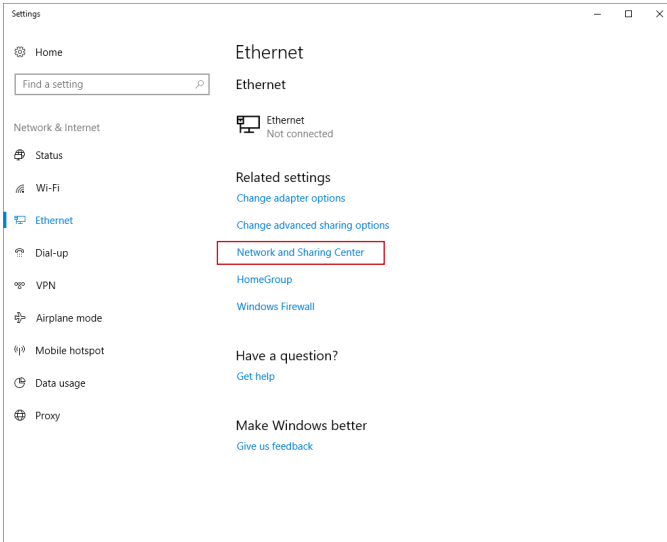 Settings
Home
Find a setting
Network & Internet
Status
Wi-Fi
Ethernet
Dial-up
VPN
Airplane mode
Mobile hotspot
Data usage
Proxy
Ethernet
Ethernet
Ethernet
Not connected
Related settings
Change adapter options
Change advanced sharing options
Network and Sharing Center
HomeGroup
Windows Firewall
Have a question?
Get help
Make Windows better
Give us feedback